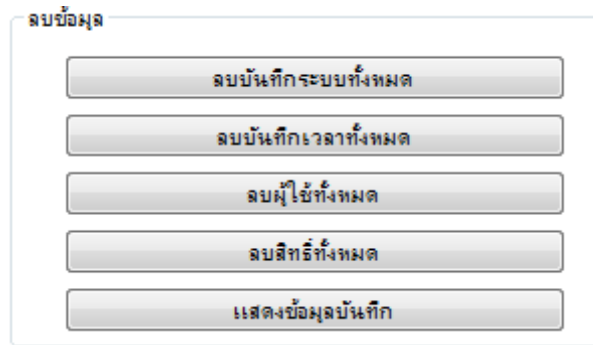 ลบข้อมูล
ลบบันทึกระบบทั้งหมด
ลบบันทึกเวลาทั้งหมด
ลบผู้ใช้ทั้งหมด
ลบสิทธิ์ทั้งหมด
แสดงข้อมูลบันทึก